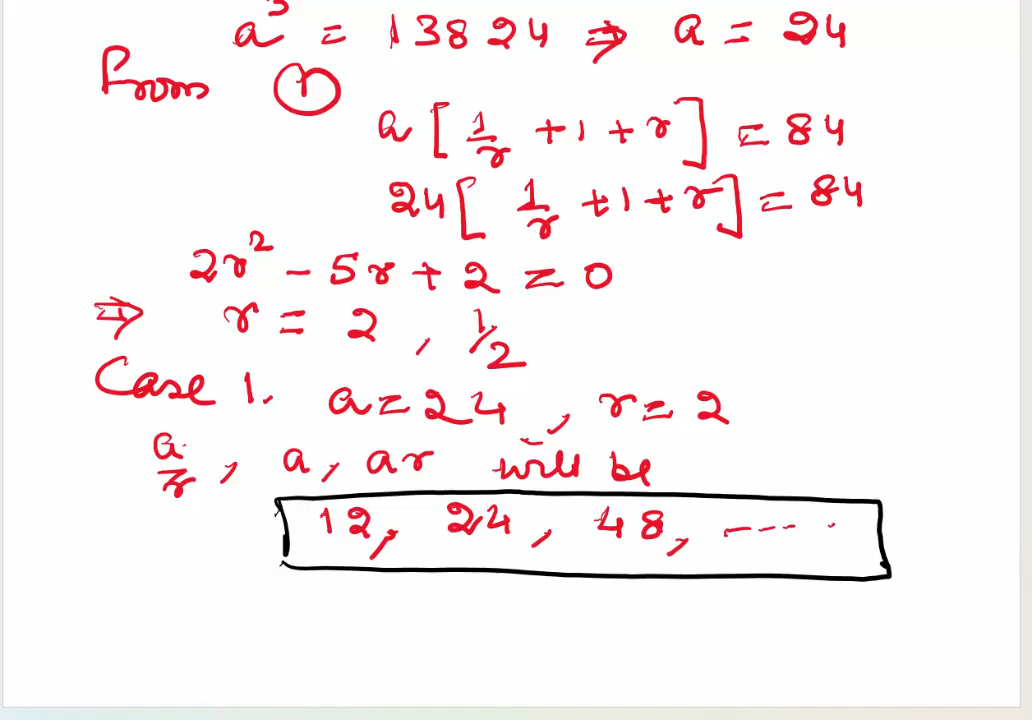 a³ = 13824 ⇒ a = 24
From ①
a [ 1/r + 1 + r ] = 84
24 [ 1/r + 1 + r ] = 84
2r² - 5r + 2 = 0
⇒ r = 2 , 1/2
Case 1. a = 24 , r = 2
a/r , a , ar will be
12, 24, 48, ----